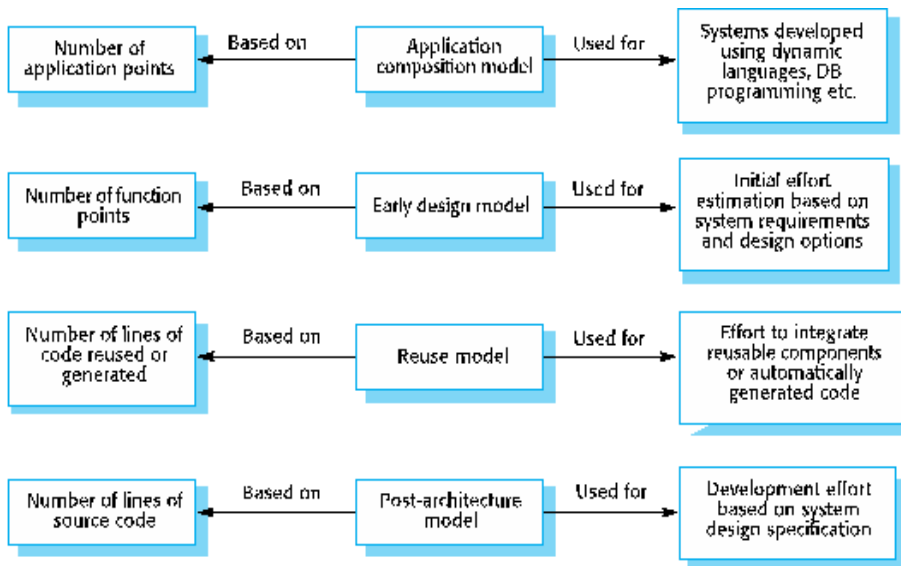 Number of
application points
Based on
Application
composition model
Used for
Systems developed
using dynamic
languages, DB
programming etc.
Number of function
points
Based on
Early design model
Used for
Initial effort
estimation based on
system requirements
and design options
Number of lines of
code reused or
generated
Based on
Reuse model
Used for
Effort to integrate
reusable components
or automatically
generated code
Number of lines of
source code
Based on
Post-architecture
model
Used for
Development effort
based on system
design specification